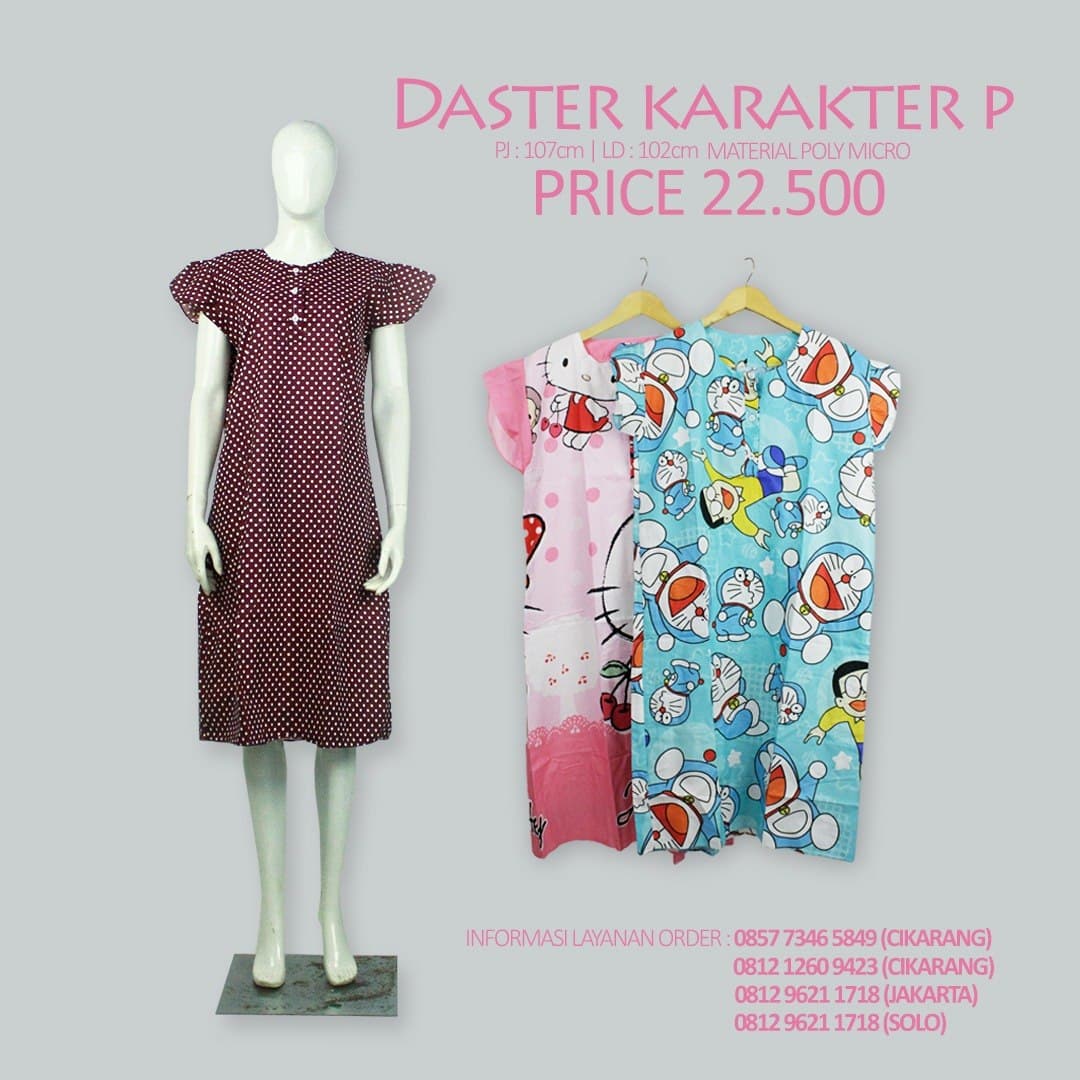 DASTER KARAKTER P
PJ : 107cm | LD : 102cm MATERIAL POLY MICRO
PRICE 22.500
INFORMASI LAYANAN ORDER : 0857 7346 5849 (CIKARANG)
0812 1260 9423 (CIKARANG)
0812 9621 1718 (JAKARTA)
0812 9621 1718 (SOLO)